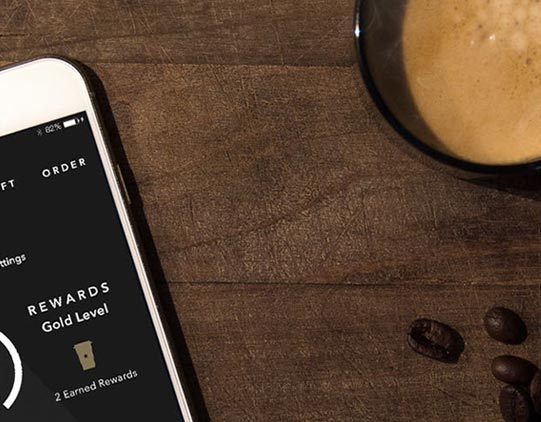 82%
FT ORDER
ttings
REWARDS
Gold Level
2 Earned Rewards